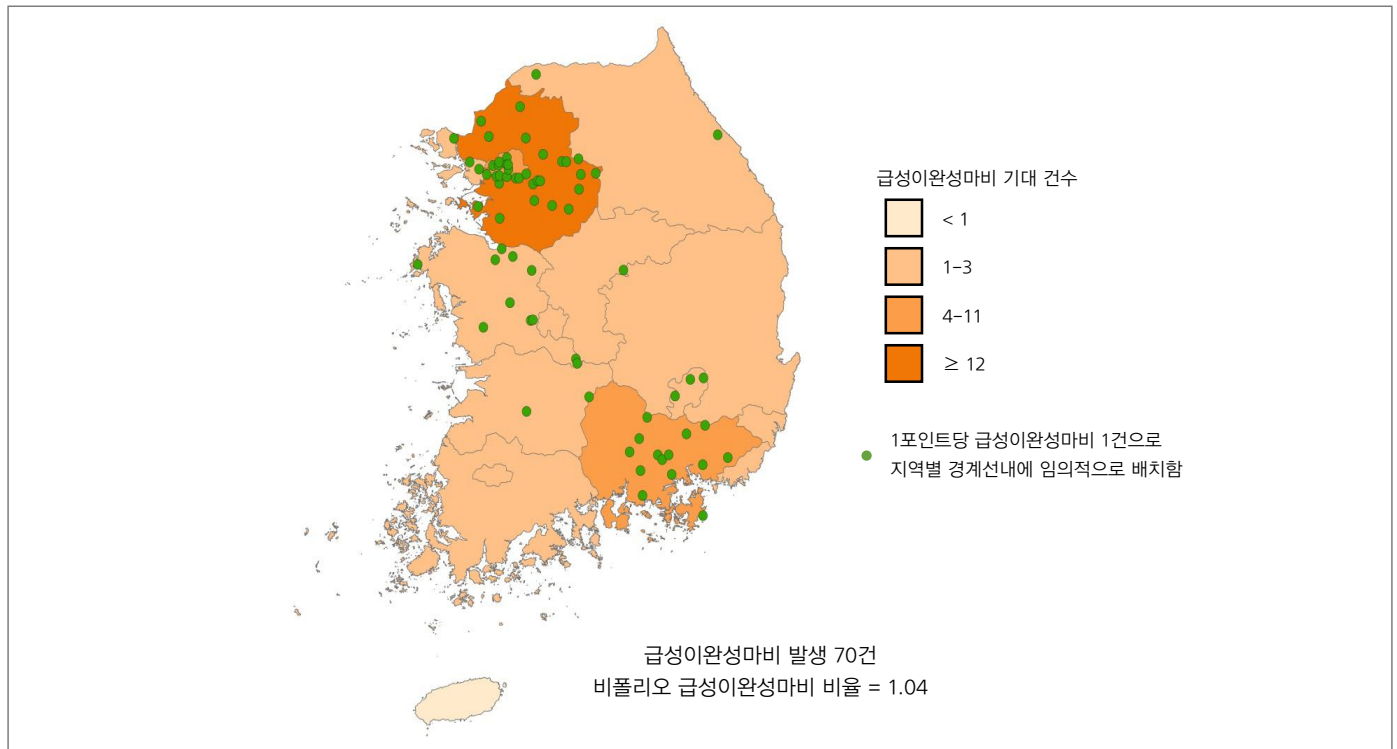 급성이완성마비 기대 건수
< 1
1–3
4–11
≥ 12
1포인트당 급성이완성마비 1건으로
지역별 경계선내에 임의적으로 배치함
급성이완성마비 발생 70건
비폴리오 급성이완성마비 비율 = 1.04